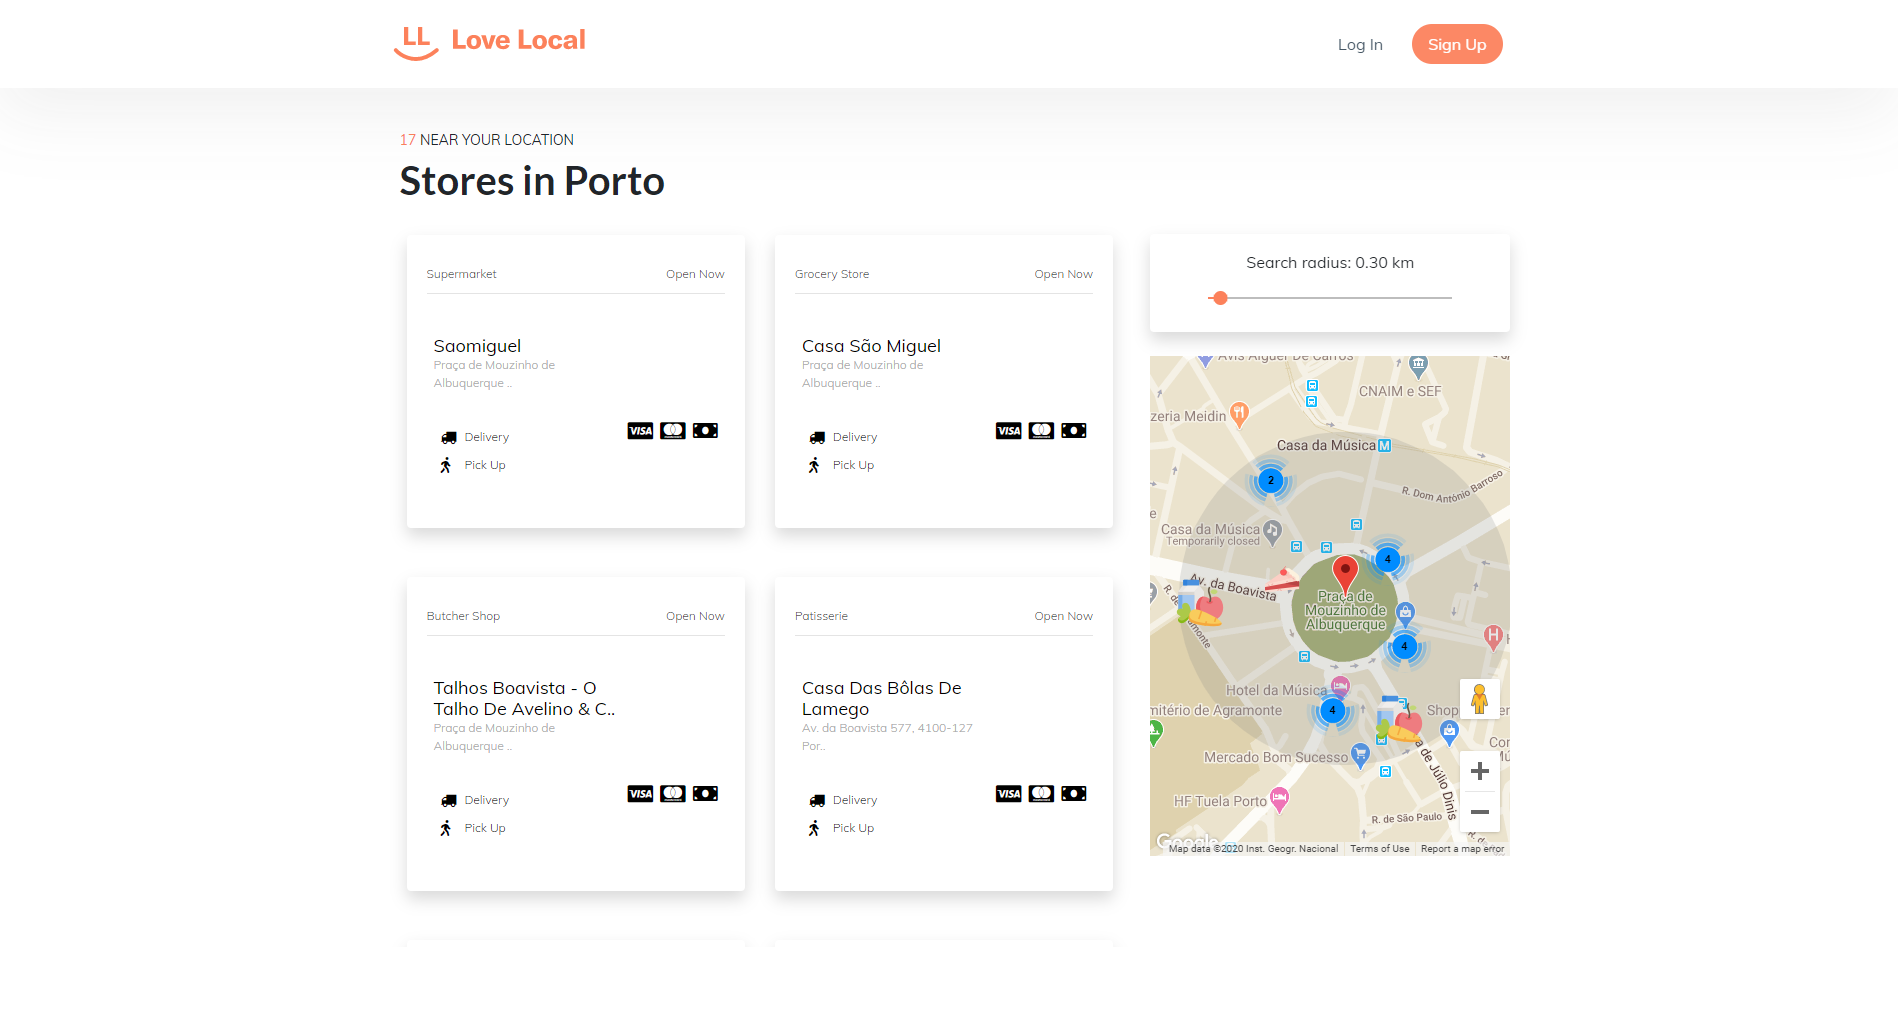 LL Love Local
Log In
Sign Up
17 NEAR YOUR LOCATION
Stores in Porto
Supermarket
Open Now
Saomiguel
Praça de Mouzinho de
Albuquerque ..
Delivery
VISA
Pick Up
Grocery Store
Open Now
Casa São Miguel
Praça de Mouzinho de
Albuquerque ..
Delivery
VISA
Pick Up
Butcher Shop
Open Now
Talhos Boavista - O
Talho De Avelino & C..
Praça de Mouzinho de
Albuquerque ..
Delivery
VISA
Pick Up
Patisserie
Open Now
Casa Das Bôlas De
Lamego
Av. da Boavista 577, 4100-127
Por..
Delivery
VISA
Pick Up
Search radius: 0.30 km
Avis Aluguer De Carros
CNAIM e SEF
zeria Meidin
Casa da Música M
2
R. Dom António Barroso
Casa da Música
Temporarily closed
4
Av. da Boavista
Praça de
Mouzinho de
Albuquerque
H
4
Hotel da Música
4
mitério de Agramonte
Shop
Mercado Bom Sucesso
HF Tuela Porto
a de Júlio Dinis
R. de São Paulo
Google
Map data ©2020 Inst. Geogr. Nacional
Terms of Use
Report a map error